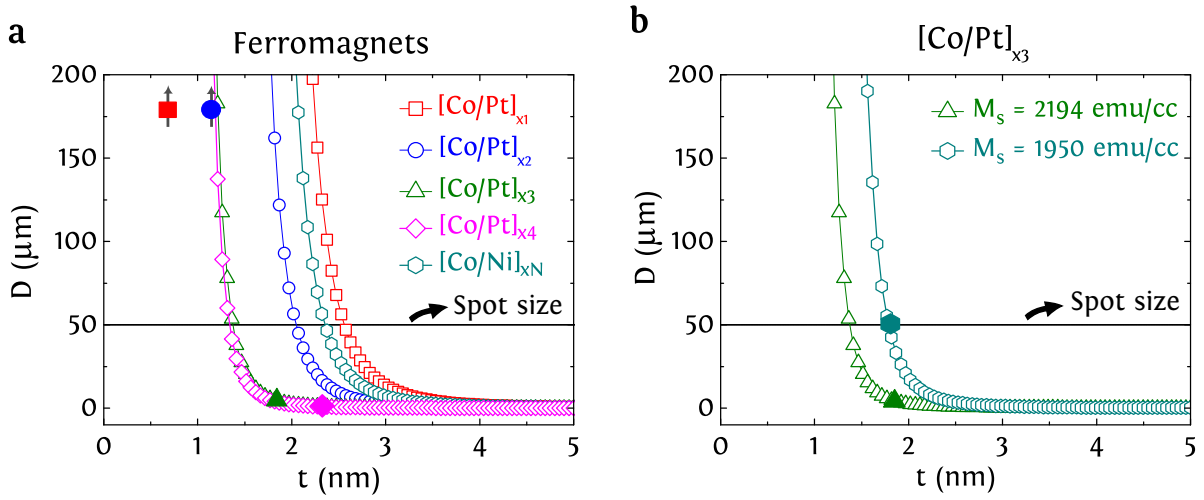 a
Ferromagnets
200
150
100
50
0
D (μm)
[Co/Pt]x1
[Co/Pt]x2
[Co/Pt]x3
[Co/Pt]x4
[Co/Ni]xN
Spot size
0 1 2 3 4 5
t (nm)
b
[Co/Pt]x3
200
150
100
50
0
D (μm)
Ms = 2194 emu/cc
Ms = 1950 emu/cc
Spot size
0 1 2 3 4 5
t (nm)